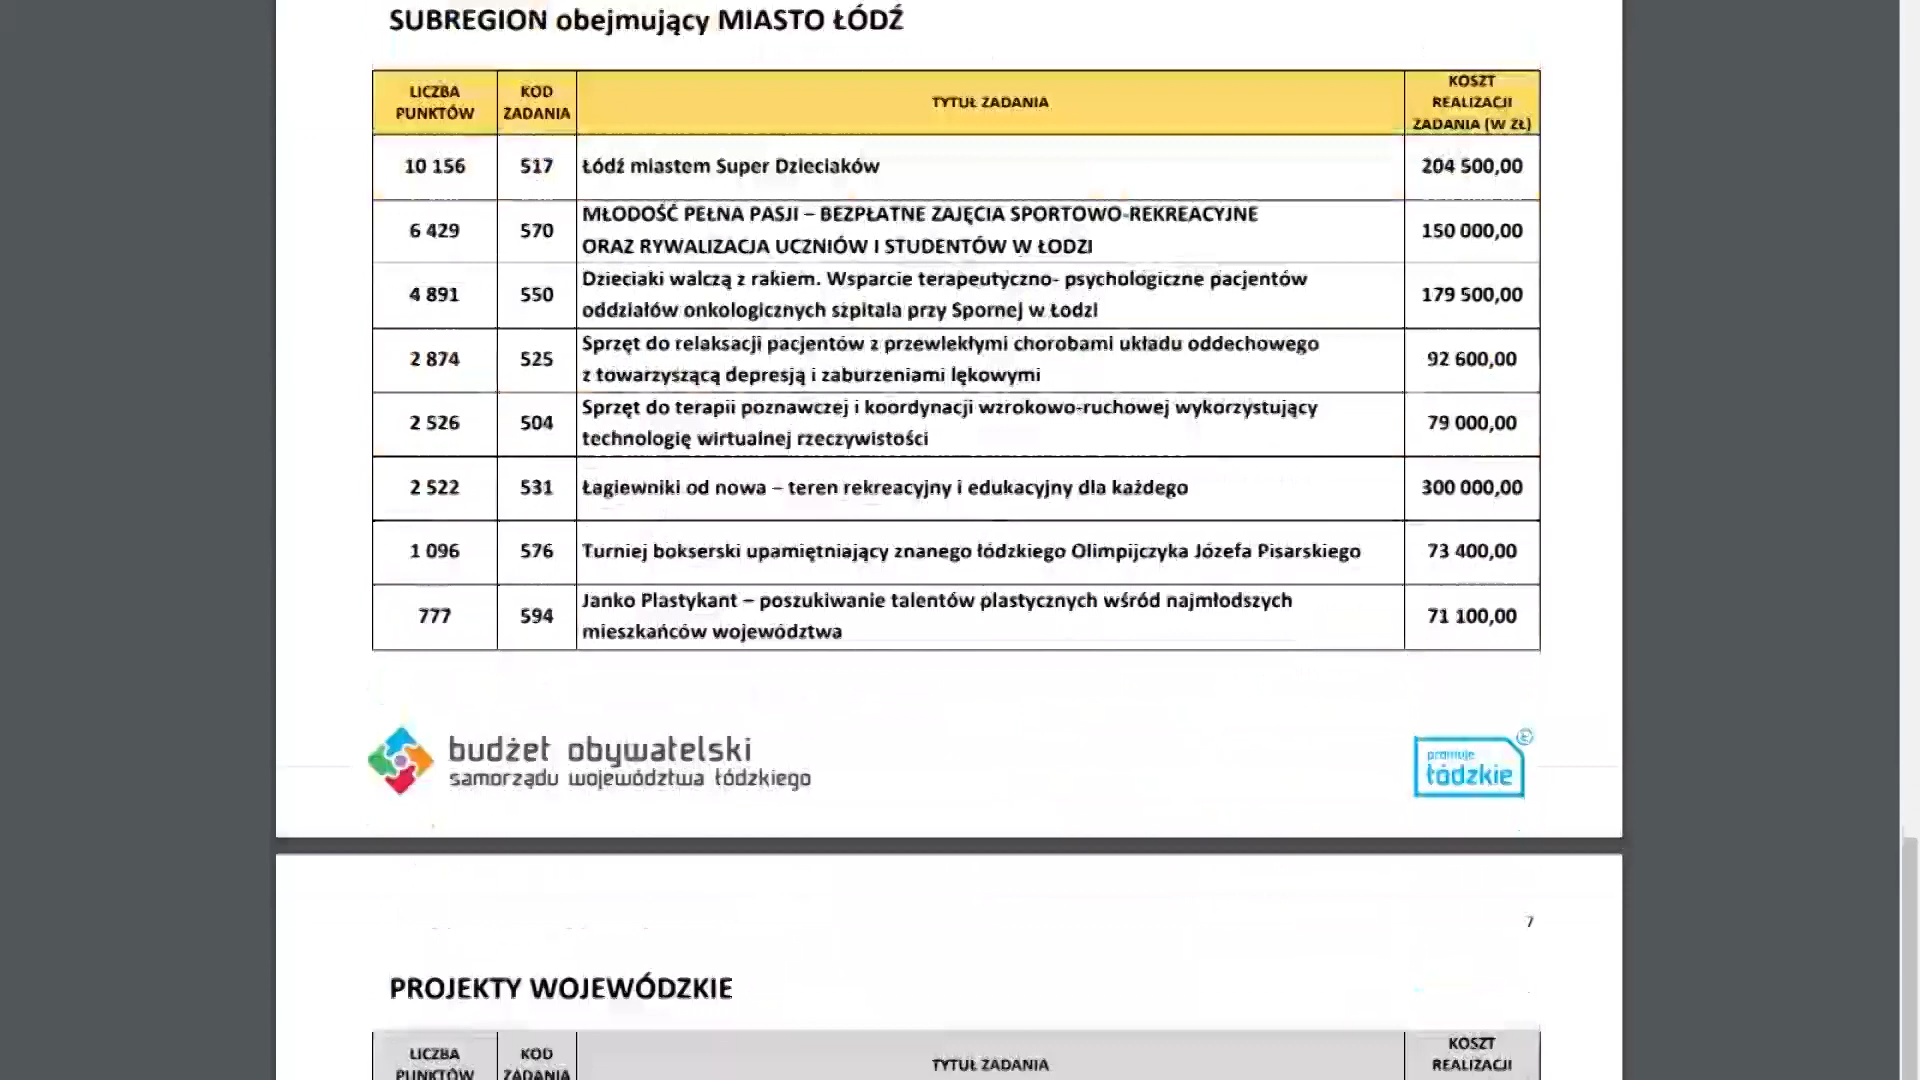 SUBREGION obejmujący MIASTO ŁÓDŹ
LICZBA PUNKTÓW KOD ZADANIA TYTUŁ ZADANIA KOSZT REALIZACJI ZADANIA (W ZŁ)
10 156 517 Łódź miastem Super Dzieciaków 204 500,00
6 429 570 MŁODOŚĆ PEŁNA PASJI – BEZPŁATNE ZAJĘCIA SPORTOWO-REKREACYJNE
ORAZ RYWALIZACJA UCZNIÓW I STUDENTÓW W ŁODZI 150 000,00
4 891 550 Dzieciaki walczą z rakiem. Wsparcie terapeutyczno- psychologiczne pacjentów
oddziałów onkologicznych szpitala przy Spornej w Łodzi 179 500,00
2 874 525 Sprzęt do relaksacji pacjentów z przewlekłymi chorobami układu oddechowego
z towarzyszącą depresją i zaburzeniami lękowymi 92 600,00
2 526 504 Sprzęt do terapii poznawczej i koordynacji wzrokowo-ruchowej wykorzystujący
technologię wirtualnej rzeczywistości 79 000,00
2 522 531 Łagiewniki od nowa – teren rekreacyjny i edukacyjny dla każdego 300 000,00
1 096 576 Turniej bokserski upamiętniający znanego łódzkiego Olimpijczyka Józefa Pisarskiego 73 400,00
777 594 Janko Plastykant – poszukiwanie talentów plastycznych wśród najmłodszych
mieszkańców województwa 71 100,00
budżet obywatelski
samorządu województwa łódzkiego
promuje
łódzkie
7
PROJEKTY WOJEWÓDZKIE
LICZBA PUNKTÓW KOD ZADANIA TYTUŁ ZADANIA KOSZT REALIZACJI